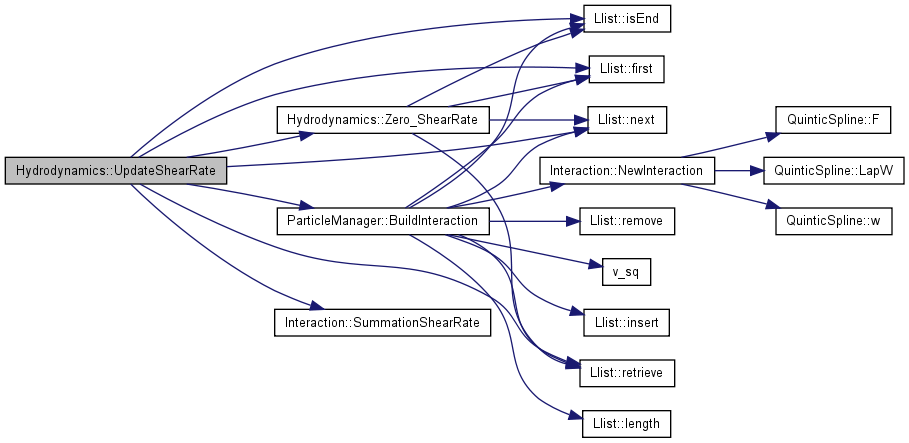 Hydrodynamics::UpdateShearRate
Hydrodynamics::Zero_ShearRate
ParticleManager::BuildInteraction
Interaction::SummationShearRate
Llist::isEnd
Llist::first
Llist::next
Interaction::NewInteraction
Llist::remove
v_sq
Llist::insert
Llist::retrieve
Llist::length
QuinticSpline::F
QuinticSpline::LapW
QuinticSpline::w